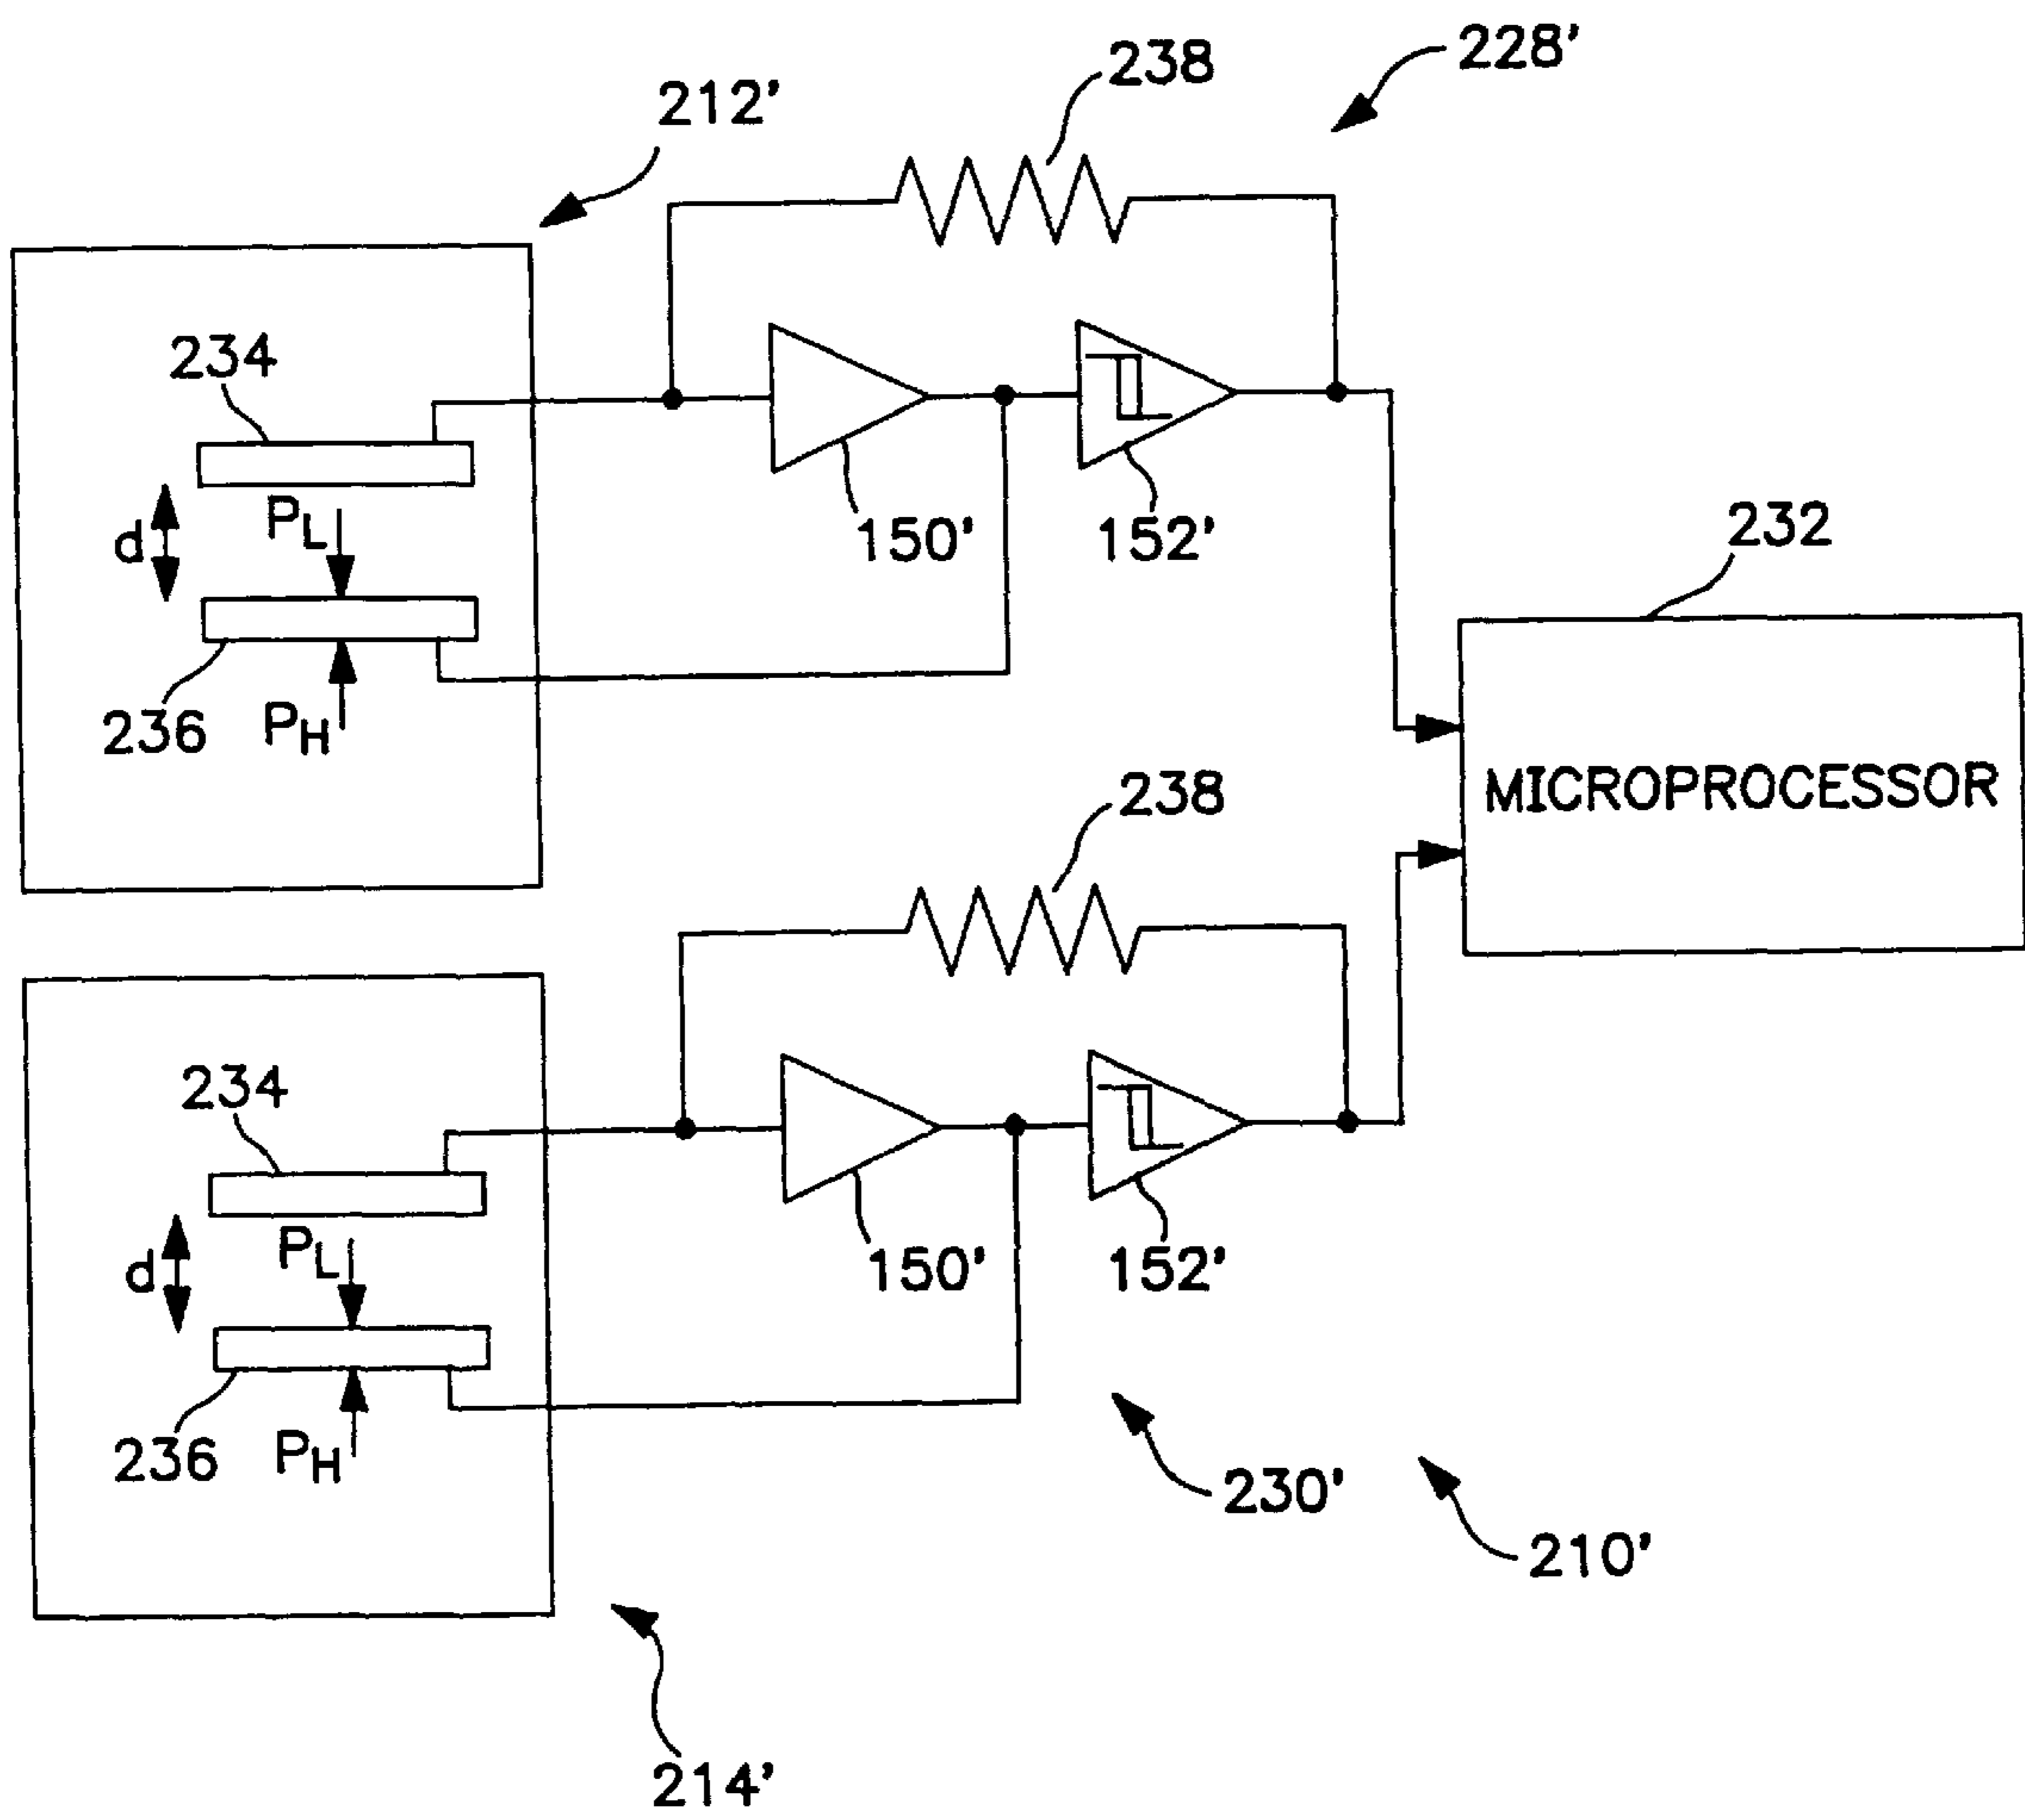 228'
238
212'
234
PL
d
150'
152'
232
236
PH
MICROPROCESSOR
238
234
PL
d
150'
152'
236
PH
230'
210'
214'